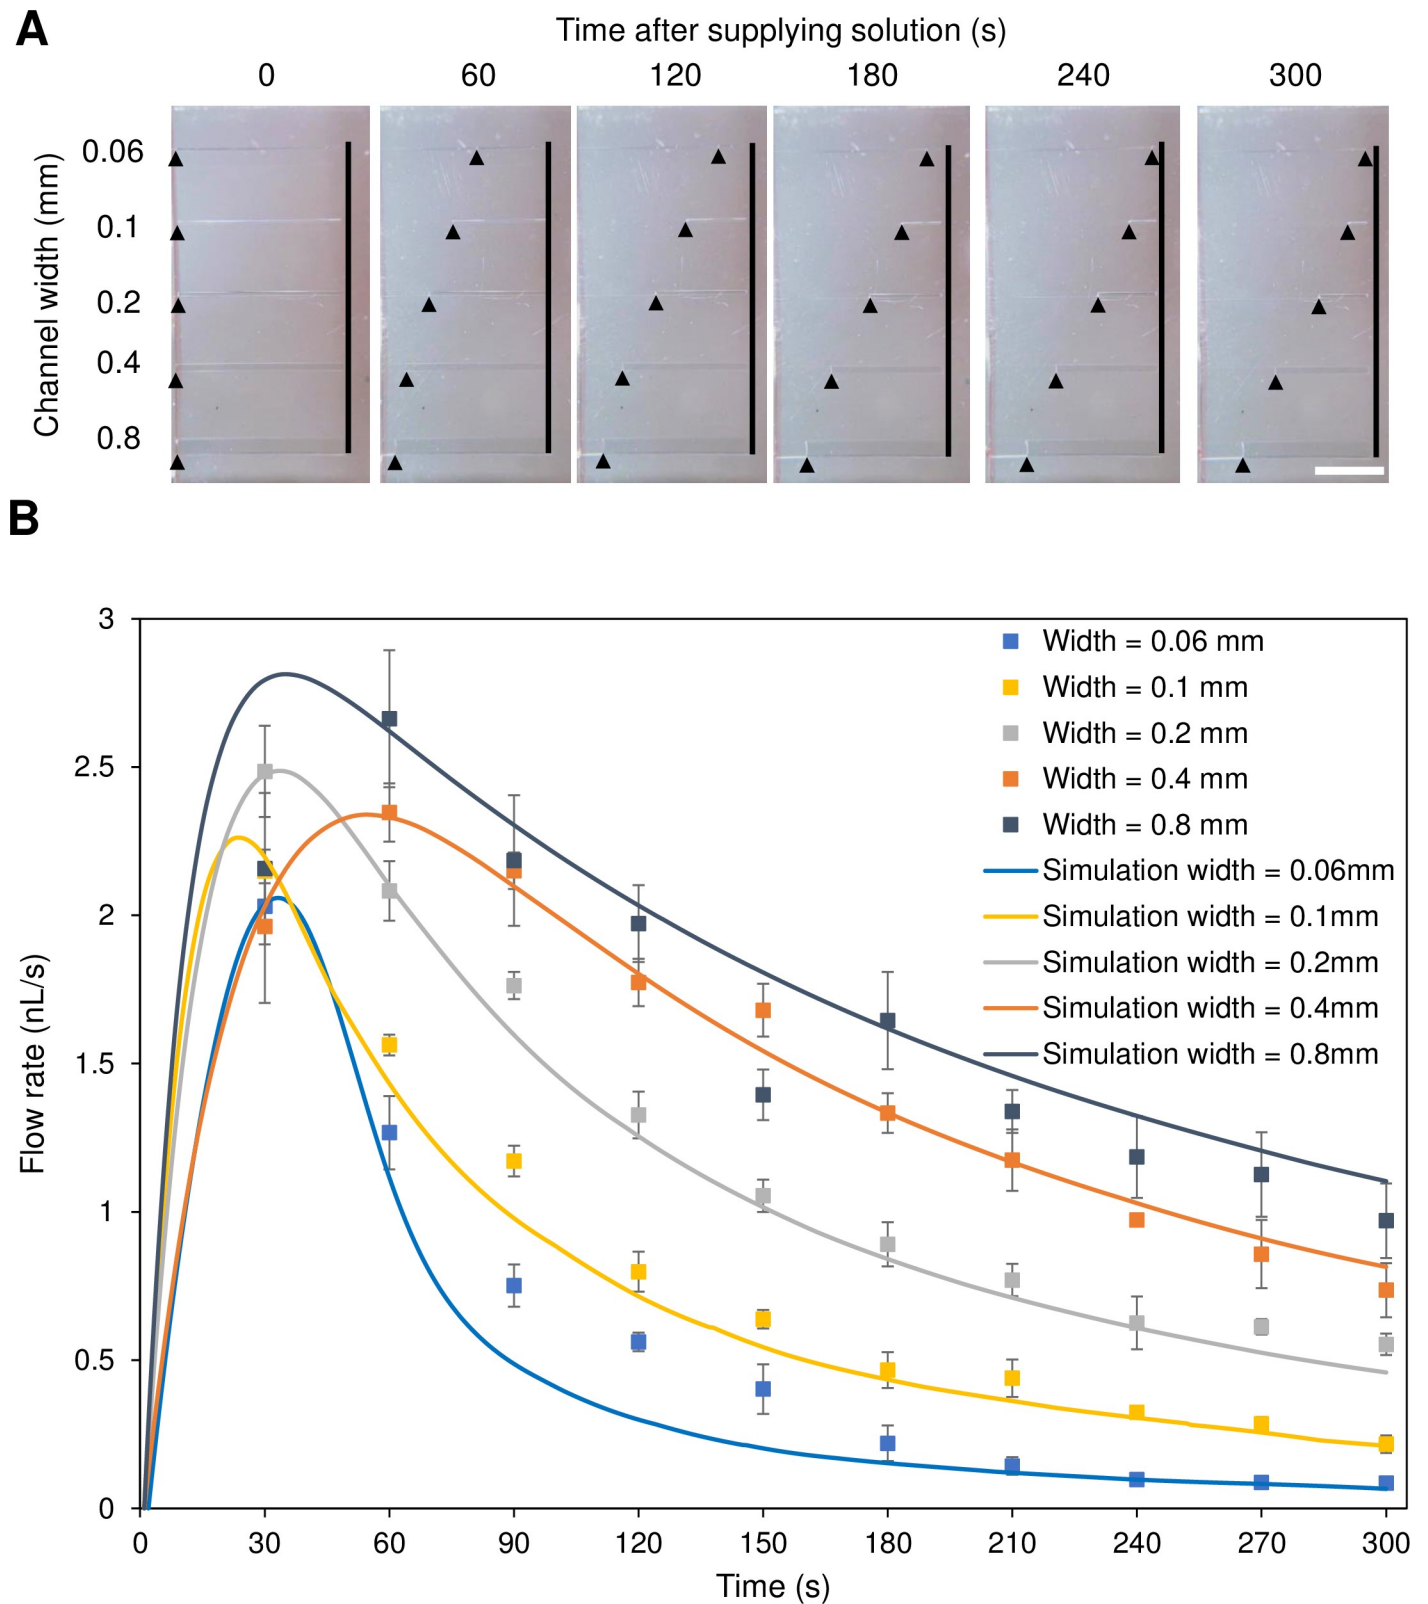 A
Time after supplying solution (s)
0 60 120 180 240 300
Channel width (mm)
0.06
0.1
0.2
0.4
0.8
B
Flow rate (nL/s)
3
2.5
2
1.5
1
0.5
0
Width = 0.06 mm
Width = 0.1 mm
Width = 0.2 mm
Width = 0.4 mm
Width = 0.8 mm
Simulation width = 0.06mm
Simulation width = 0.1mm
Simulation width = 0.2mm
Simulation width = 0.4mm
Simulation width = 0.8mm
0 30 60 90 120 150 180 210 240 270 300
Time (s)